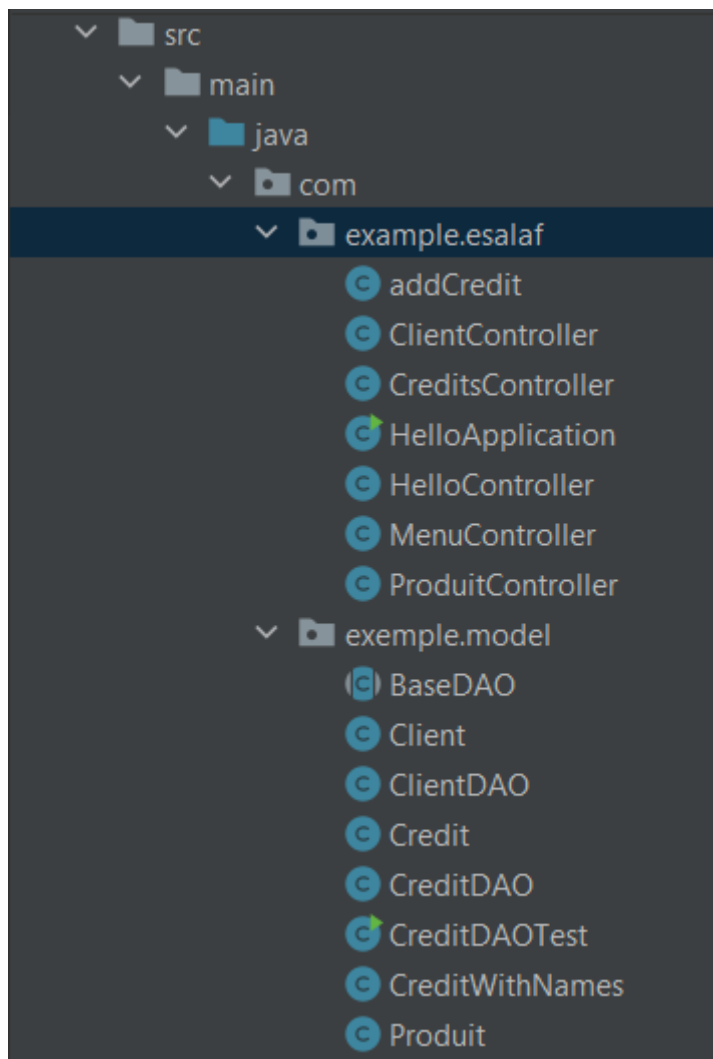 src
main
java
com
example.esalaf
addCredit
ClientController
CreditsController
HelloApplication
HelloController
MenuController
ProduitController
exemple.model
BaseDAO
Client
ClientDAO
Credit
CreditDAO
CreditDAOTest
CreditWithNames
Produit